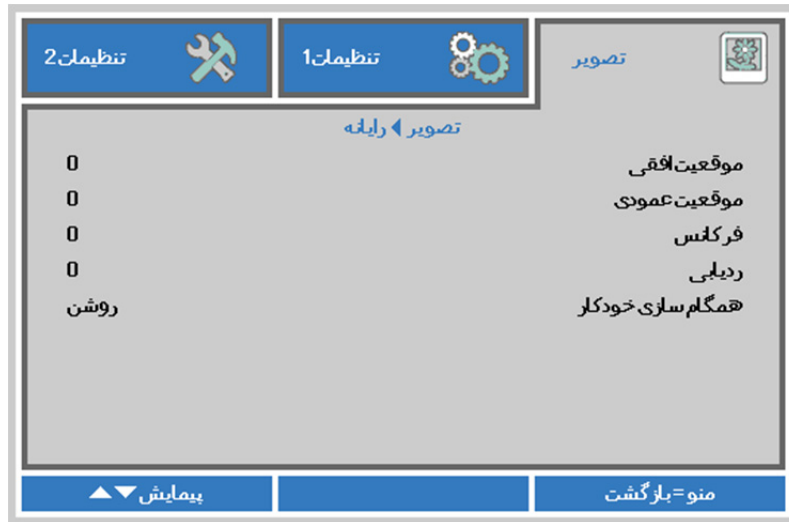 تصویر
تنظیمات1
تنظیمات2
تصویر ◀ رایانه
موقعیت افقی 0
موقعیت عمودی 0
فرکانس 0
ردیابی 0
همگام سازی خودکار روشن
منو=بازگشت
پیمایش▼▲